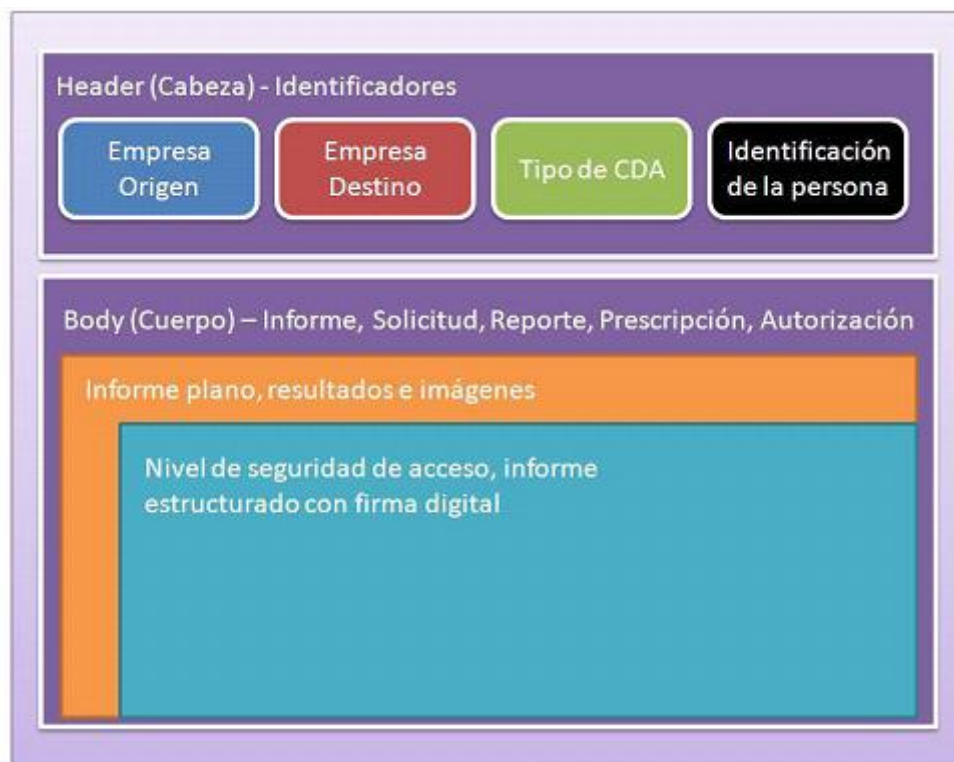 Header (Cabeza) - Identificadores
Empresa
Origen
Empresa
Destino
Tipo de CDA
Identificación
de la persona
Body (Cuerpo) – Informe, Solicitud, Reporte, Prescripción, Autorización
Informe plano, resultados e imágenes
Nivel de seguridad de acceso, informe
estructurado con firma digital